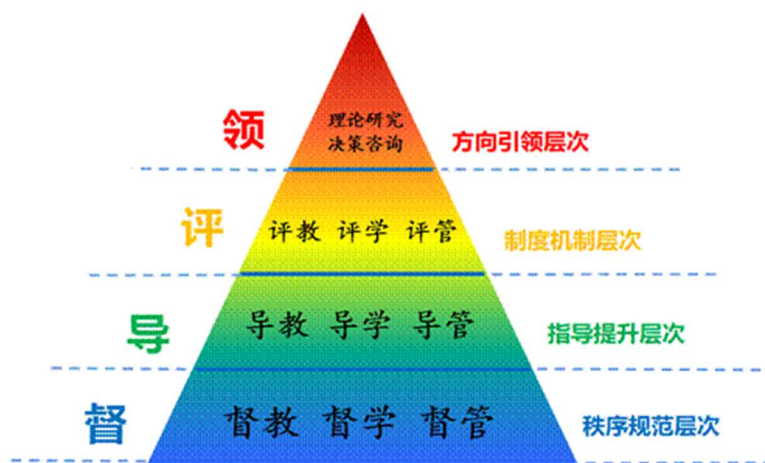 领
理论研究
决策咨询
方向引领层次
评
评教 评学 评管
制度机制层次
导
导教 导学 导管
指导提升层次
督
督教 督学 督管
秩序规范层次